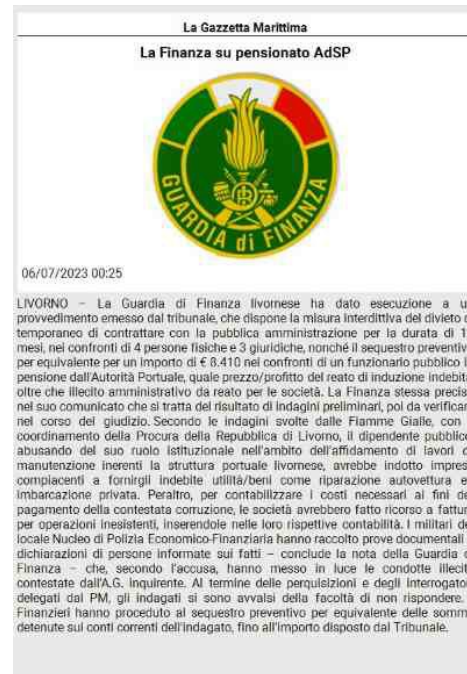 La Gazzetta Marittima
La Finanza su pensionato AdSP
GUARDIA di FINANZA
06/07/2023 00:25
LIVORNO – La Guardia di Finanza livornese ha dato esecuzione a u
provvedimento emesso dal tribunale, che dispone la misura interdittiva del divieto d
temporaneo di contrattare con la pubblica amministrazione per la durata di 1
mesi, nei confronti di 4 persone fisiche e 3 giuridiche, nonché il sequestro preventiv
per equivalente per un importo di € 8.410 nei confronti di un funzionario pubblico i
pensione dall'Autorità Portuale, quale prezzo/profitto del reato di induzione indebit
oltre che illecito amministrativo da reato per le società. La Finanza stessa precis
nel suo comunicato che si tratta del risultato di indagini preliminari, poi da verificar
nel corso del giudizio. Secondo le indagini svolte dalle Fiamme Gialle, con
coordinamento della Procura della Repubblica di Livorno, il dipendente pubblic
abusando del suo ruolo istituzionale nell'ambito dell'affidamento di lavori d
manutenzione inerenti la struttura portuale livornese, avrebbe indotto impres
compiacenti a fornirgli indebite utilità/beni come riparazione autovettura e
imbarcazione privata. Peraltro, per contabilizzare i costi necessari ai fini de
pagamento della contestata corruzione, le società avrebbero fatto ricorso a fattur
per operazioni inesistenti, inserendole nelle loro rispettive contabilità. I militari de
locale Nucleo di Polizia Economico-Finanziaria hanno raccolto prove documentali
dichiarazioni di persone informate sui fatti – conclude la nota della Guardia d
Finanza – che, secondo l'accusa, hanno messo in luce le condotte illecit
contestate dall'A.G. inquirente. Al termine delle perquisizioni e degli interrogato
delegati dal PM, gli indagati si sono avvalsi della facoltà di non rispondere.
Finanzieri hanno proceduto al sequestro preventivo per equivalente delle somm
detenute sui conti correnti dell'indagato, fino all'importo disposto dal Tribunale.